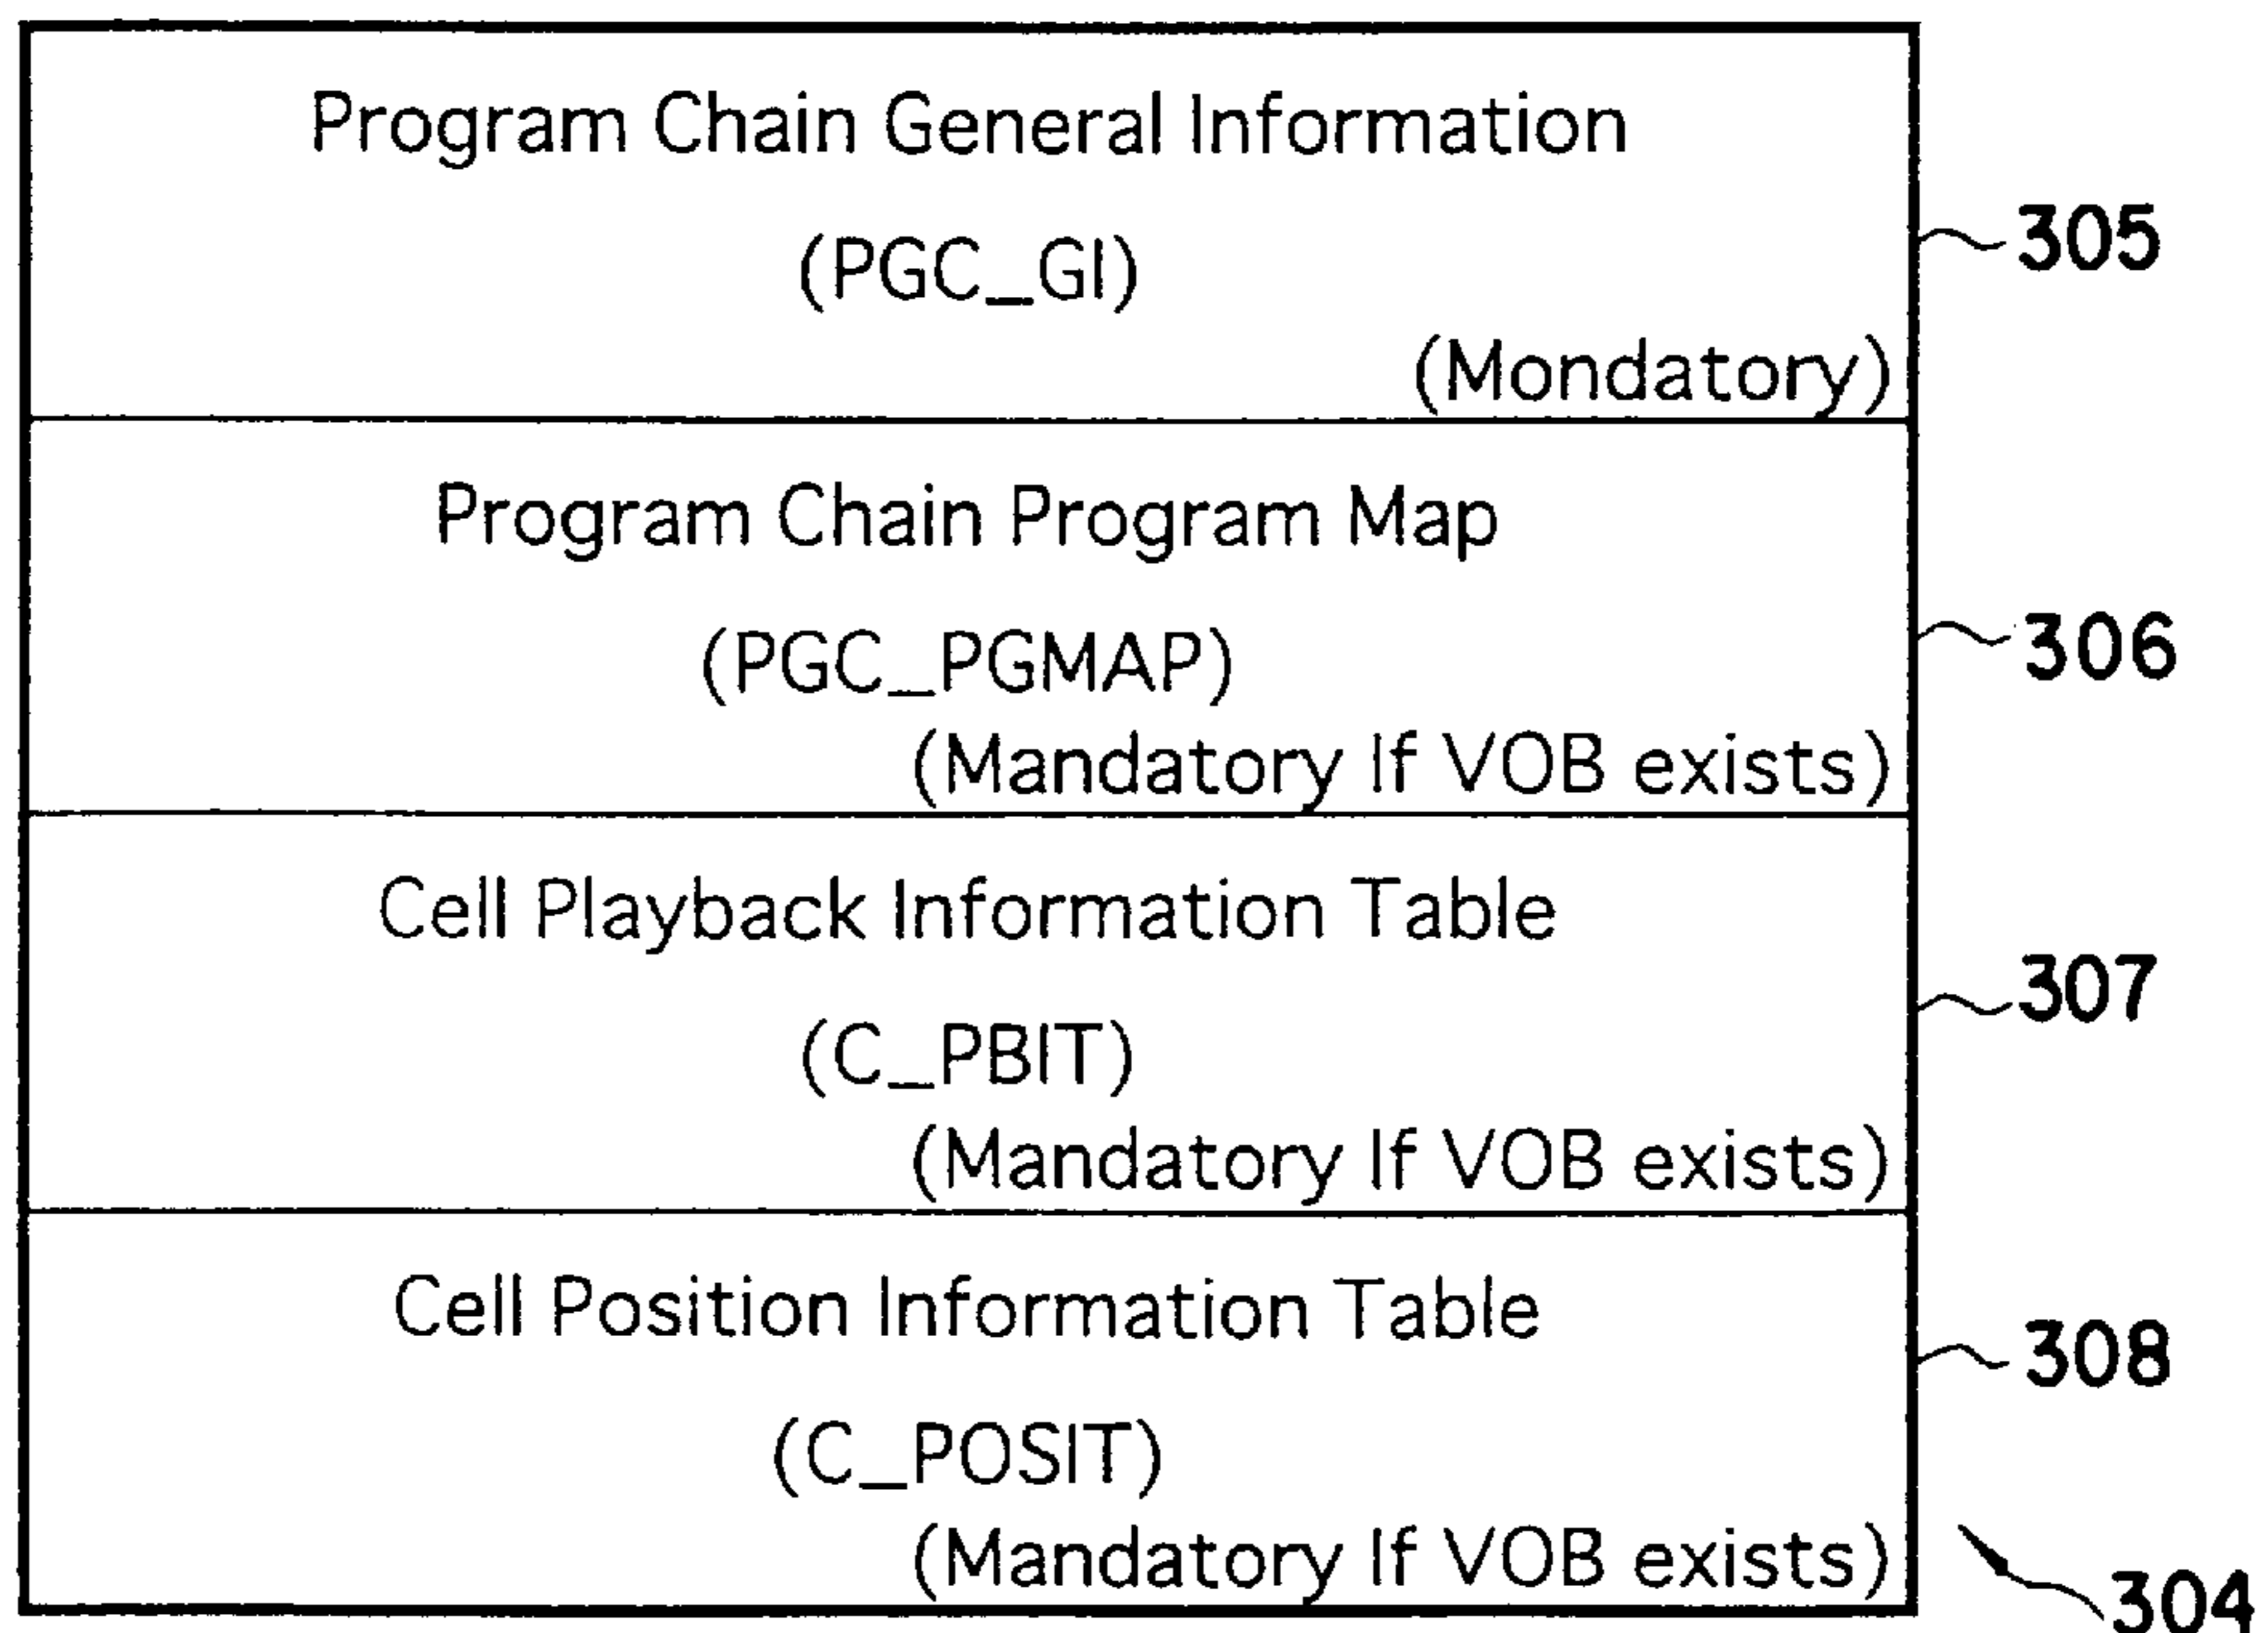 Program Chain General Information
(PGC_GI)
305
(Mondatory)
Program Chain Program Map
(PGC_PGMAP)
306
(Mandatory If VOB exists)
Cell Playback Information Table
307
(C_PBIT)
(Mandatory If VOB exists)
Cell Position Information Table
308
(C_POSIT)
(Mandatory If VOB exists)
304